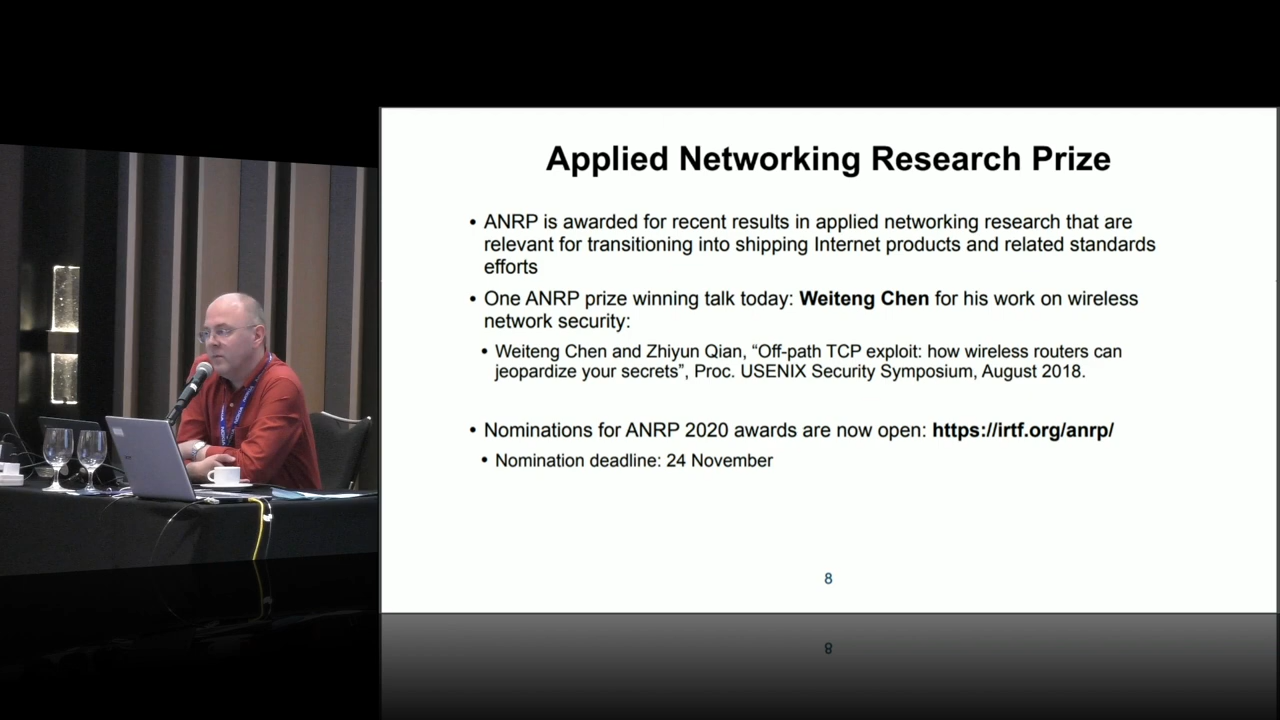 Applied Networking Research Prize
• ANRP is awarded for recent results in applied networking research that are
relevant for transitioning into shipping Internet products and related standards
efforts
• One ANRP prize winning talk today: Weiteng Chen for his work on wireless
network security:
• Weiteng Chen and Zhiyun Qian, “Off-path TCP exploit: how wireless routers can
jeopardize your secrets”, Proc. USENIX Security Symposium, August 2018.
• Nominations for ANRP 2020 awards are now open: https://irtf.org/anrp/
• Nomination deadline: 24 November
8